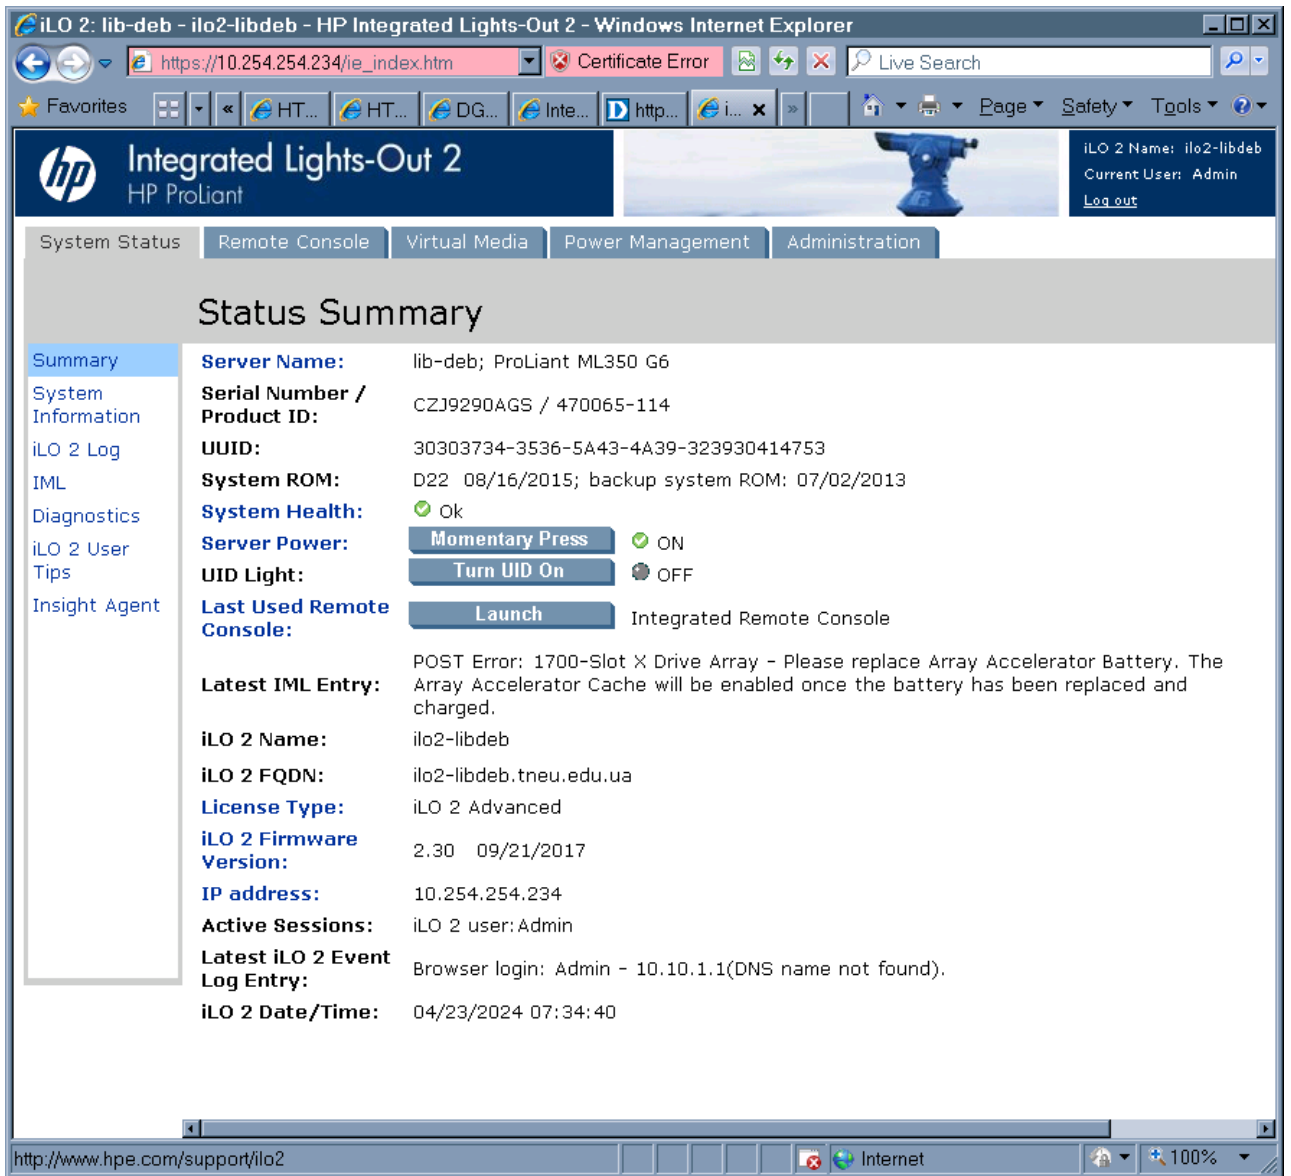 iLO 2: lib-deb - ilo2-libdeb - HP Integrated Lights-Out 2 - Windows Internet Explorer
https://10.254.254.234/ie_index.htm
Certificate Error
Live Search
Favorites
HT...
HT...
DG...
Inte...
http...
i...
Page
Safety
Tools
hp
Integrated Lights-Out 2
HP ProLiant
iLO 2 Name: ilo2-libdeb
Current User: Admin
Log out
System Status
Remote Console
Virtual Media
Power Management
Administration
Status Summary
Summary
System
Information
iLO 2 Log
IML
Diagnostics
iLO 2 User
Tips
Insight Agent
Server Name: lib-deb; ProLiant ML350 G6
Serial Number /
Product ID: CZJ9290AGS / 470065-114
UUID: 30303734-3536-5A43-4A39-323930414753
System ROM: D22 08/16/2015; backup system ROM: 07/02/2013
System Health: Ok
Server Power: Momentary Press ON
UID Light: Turn UID On OFF
Last Used Remote
Console: Launch Integrated Remote Console
Latest IML Entry: POST Error: 1700-Slot X Drive Array - Please replace Array Accelerator Battery. The
Array Accelerator Cache will be enabled once the battery has been replaced and
charged.
iLO 2 Name: ilo2-libdeb
iLO 2 FQDN: ilo2-libdeb.tneu.edu.ua
License Type: iLO 2 Advanced
iLO 2 Firmware
Version: 2.30 09/21/2017
IP address: 10.254.254.234
Active Sessions: iLO 2 user:Admin
Latest iLO 2 Event
Log Entry: Browser login: Admin - 10.10.1.1(DNS name not found).
iLO 2 Date/Time: 04/23/2024 07:34:40
http://www.hpe.com/support/ilo2
Internet
100%